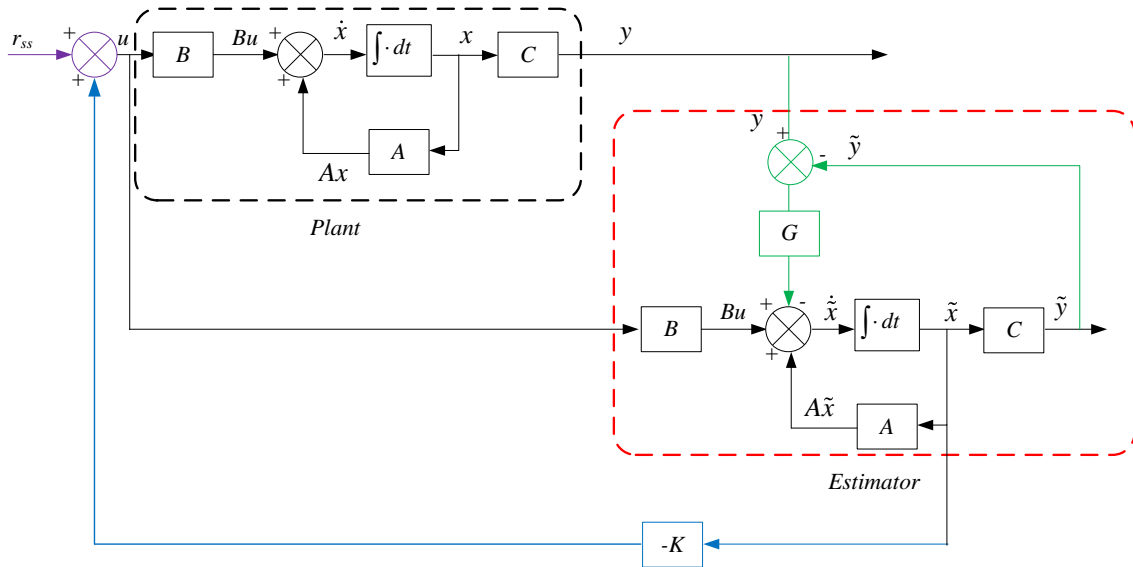 r_ss + + u B Bu + + ẋ ∫· dt x C y
Ax A
Plant
y + - ỹ
G
B Bu + - + x̃̇ ∫· dt x̃ C ỹ
Ax̃ A
Estimator
-K